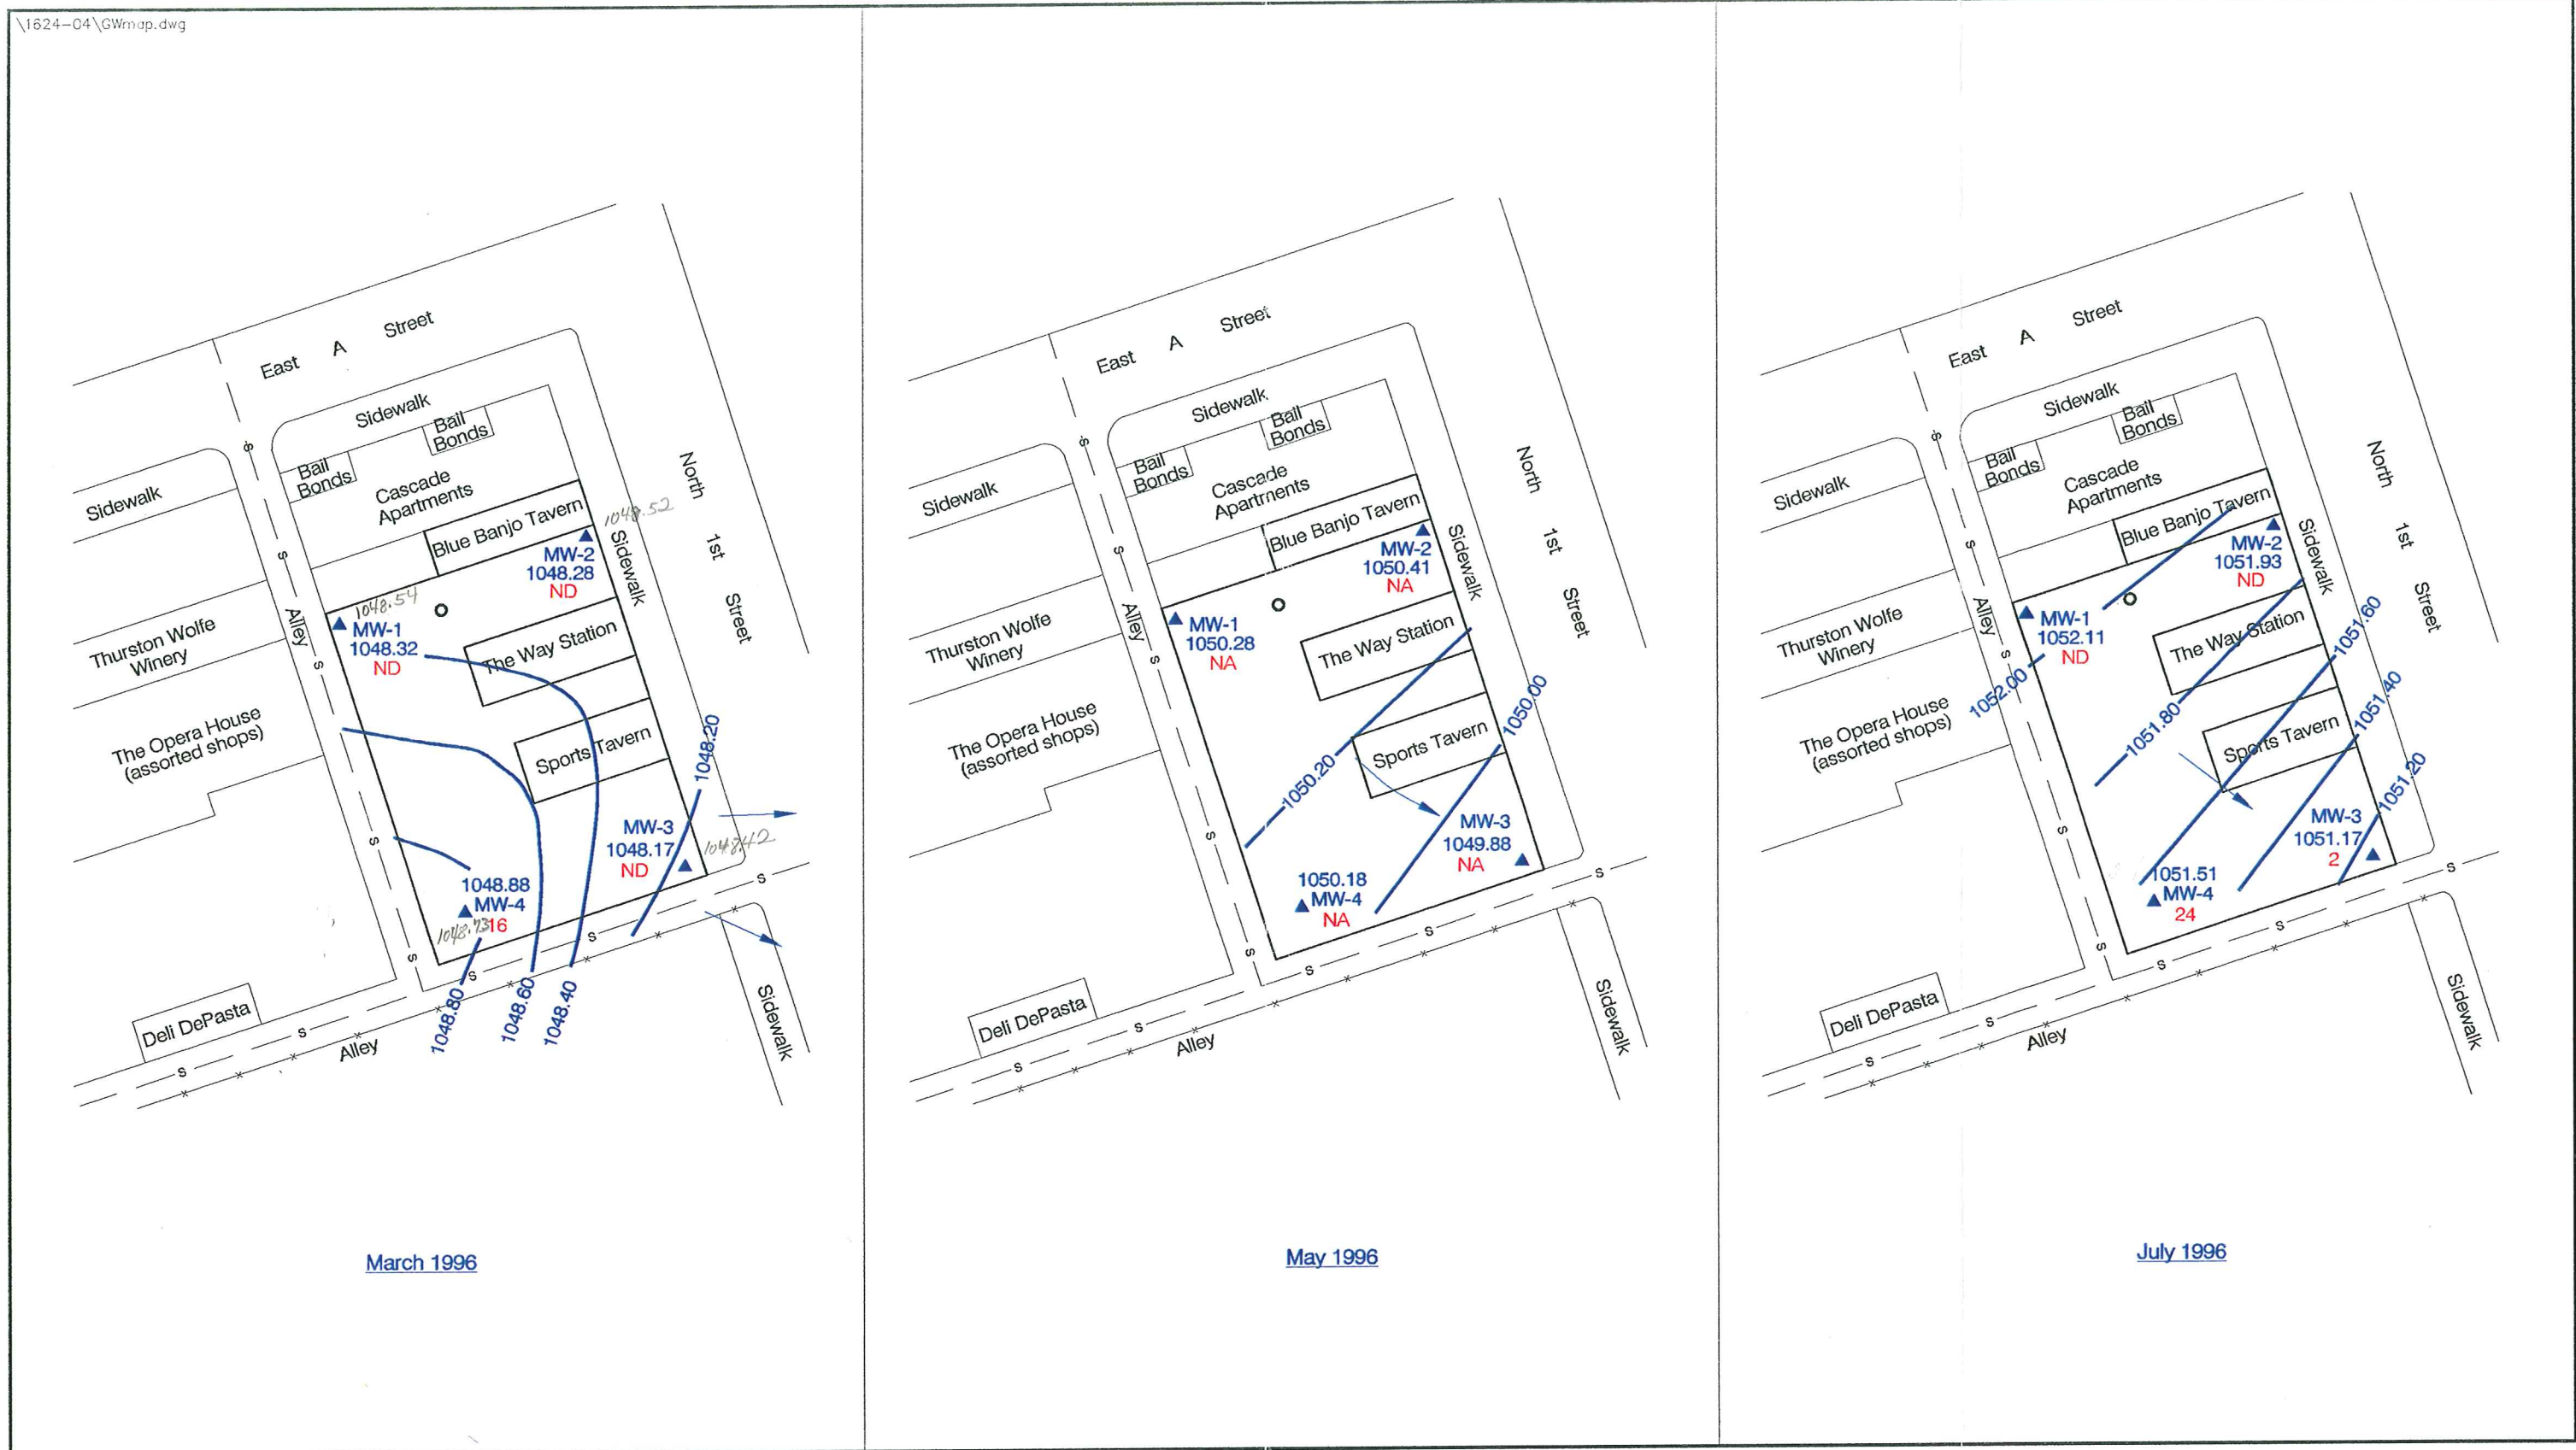 \1624-04\GWmap.dwg
East A Street
Sidewalk
Bail
Bonds
Bail
Bonds
Cascade
Apartments
Sidewalk
Blue Banjo Tavern
1048.52
Sidewalk
North 1st Street
MW-2
1048.28
ND
1048.54
MW-1
1048.32
ND
Alley
Thurston Wolfe
Winery
The Way Station
The Opera House
(assorted shops)
Sports Tavern
1048.20
MW-3
1048.17
ND
1048.42
1048.88
MW-4
1048.73
16
s
s
s
s
s
s
s
s
s
s
1048.80
1048.60
1048.40
Deli DePasta
Alley
Sidewalk
March 1996
East A Street
Sidewalk
Bail
Bonds
Bail
Bonds
Cascade
Apartments
Sidewalk
Blue Banjo Tavern
Sidewalk
North 1st Street
MW-2
1050.41
NA
MW-1
1050.28
NA
Alley
Thurston Wolfe
Winery
The Way Station
The Opera House
(assorted shops)
Sports Tavern
1050.00
1050.20
MW-3
1049.88
NA
1050.18
MW-4
NA
s
s
s
s
s
s
s
s
s
s
Deli DePasta
Alley
Sidewalk
May 1996
East A Street
Sidewalk
Bail
Bonds
Bail
Bonds
Cascade
Apartments
Sidewalk
Blue Banjo Tavern
Sidewalk
North 1st Street
MW-2
1051.93
ND
MW-1
1052.11
ND
Alley
Thurston Wolfe
Winery
The Way Station
1051.60
1052.00
The Opera House
(assorted shops)
1051.80
Sports Tavern
1051.40
1051.20
MW-3
1051.17
2
1051.51
MW-4
24
s
s
s
s
s
s
s
s
s
s
Deli DePasta
Alley
Sidewalk
July 1996